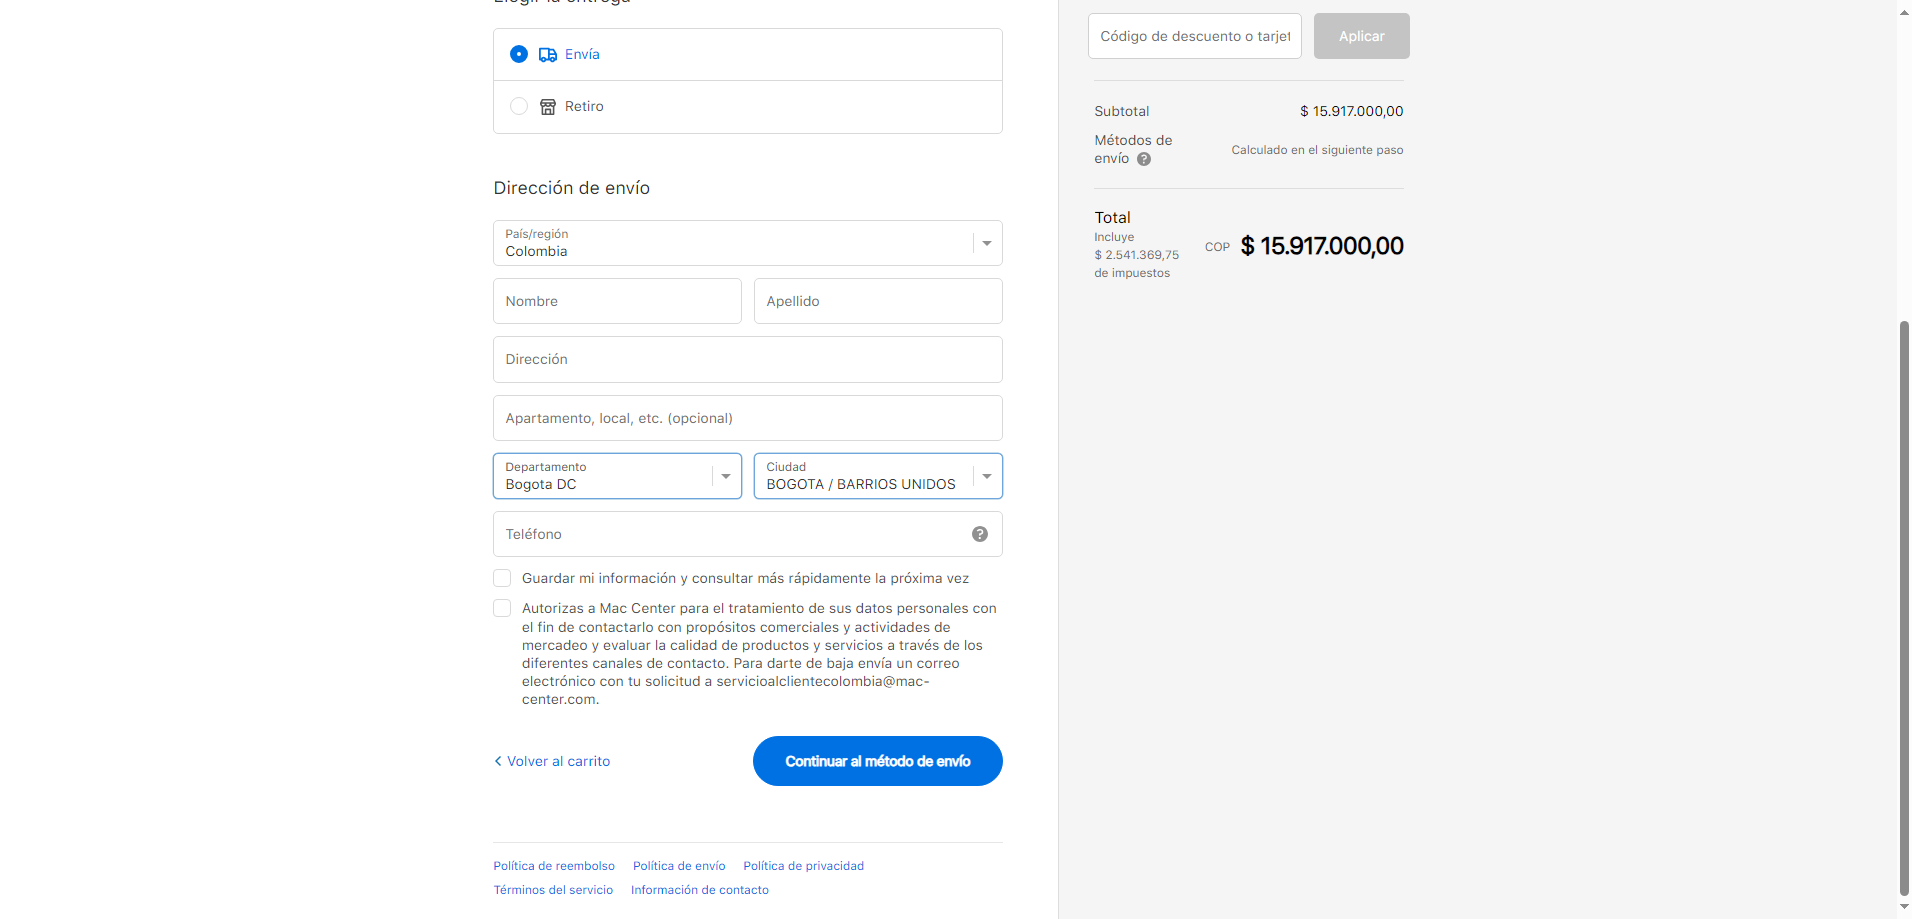 Elegir la entrega
Envía
Retiro
Dirección de envío
País/región
Colombia
Nombre
Apellido
Dirección
Apartamento, local, etc. (opcional)
Departamento
Bogota DC
Ciudad
BOGOTA / BARRIOS UNIDOS
Teléfono
Guardar mi información y consultar más rápidamente la próxima vez
Autorizas a Mac Center para el tratamiento de sus datos personales con
el fin de contactarlo con propósitos comerciales y actividades de
mercadeo y evaluar la calidad de productos y servicios a través de los
diferentes canales de contacto. Para darte de baja envía un correo
electrónico con tu solicitud a servicioalclientecolombia@mac-
center.com.
Volver al carrito
Continuar al método de envío
Política de reembolso
Política de envío
Política de privacidad
Términos del servicio
Información de contacto
Código de descuento o tarjet
Aplicar
Subtotal
$ 15.917.000,00
Métodos de
envío
Calculado en el siguiente paso
Total
Incluye
$ 2.541.369,75
de impuestos
COP $ 15.917.000,00